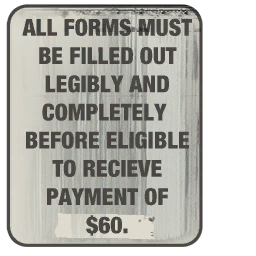 ALL FORMS MUST
BE FILLED OUT
LEGIBLY AND
COMPLETELY
BEFORE ELIGIBLE
TO RECIEVE
PAYMENT OF
$60.